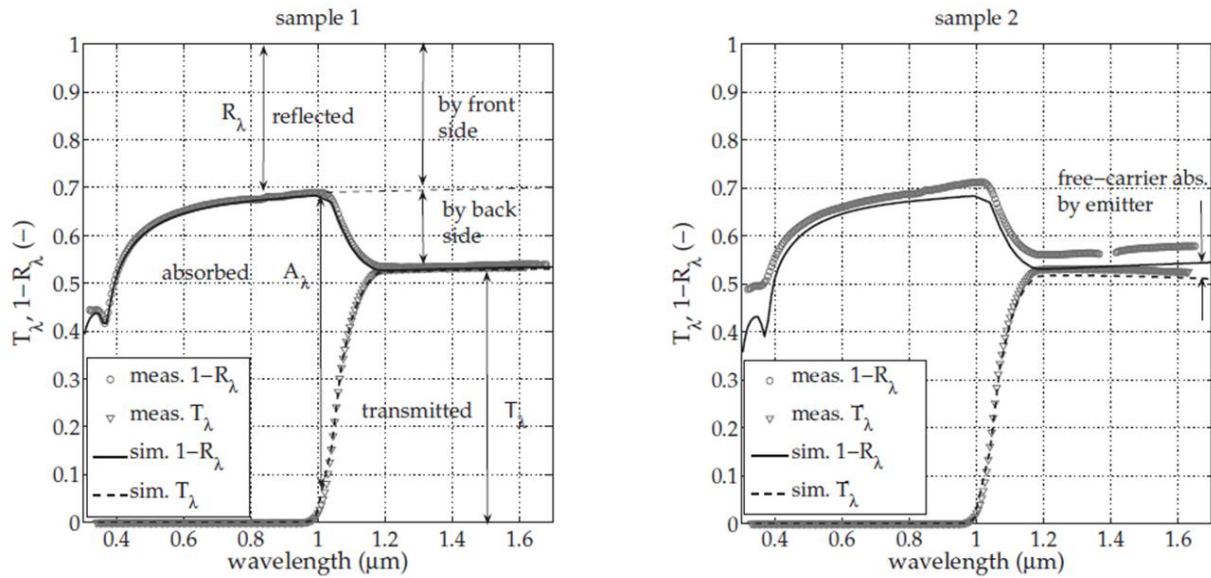 sample 1
1
0.9
0.8
0.7
0.6
0.5
0.4
0.3
0.2
0.1
0
T_λ, 1−R_λ (−)
R_λ reflected
by front
side
by back
side
absorbed
A_λ
transmitted
T_λ
meas. 1−R_λ
meas. T_λ
sim. 1−R_λ
sim. T_λ
0.4 0.6 0.8 1 1.2 1.4 1.6
wavelength (μm)
sample 2
1
0.9
0.8
0.7
0.6
0.5
0.4
0.3
0.2
0.1
0
T_λ, 1−R_λ (−)
free−carrier abs.
by emitter
meas. 1−R_λ
meas. T_λ
sim. 1−R_λ
sim. T_λ
0.4 0.6 0.8 1 1.2 1.4 1.6
wavelength (μm)